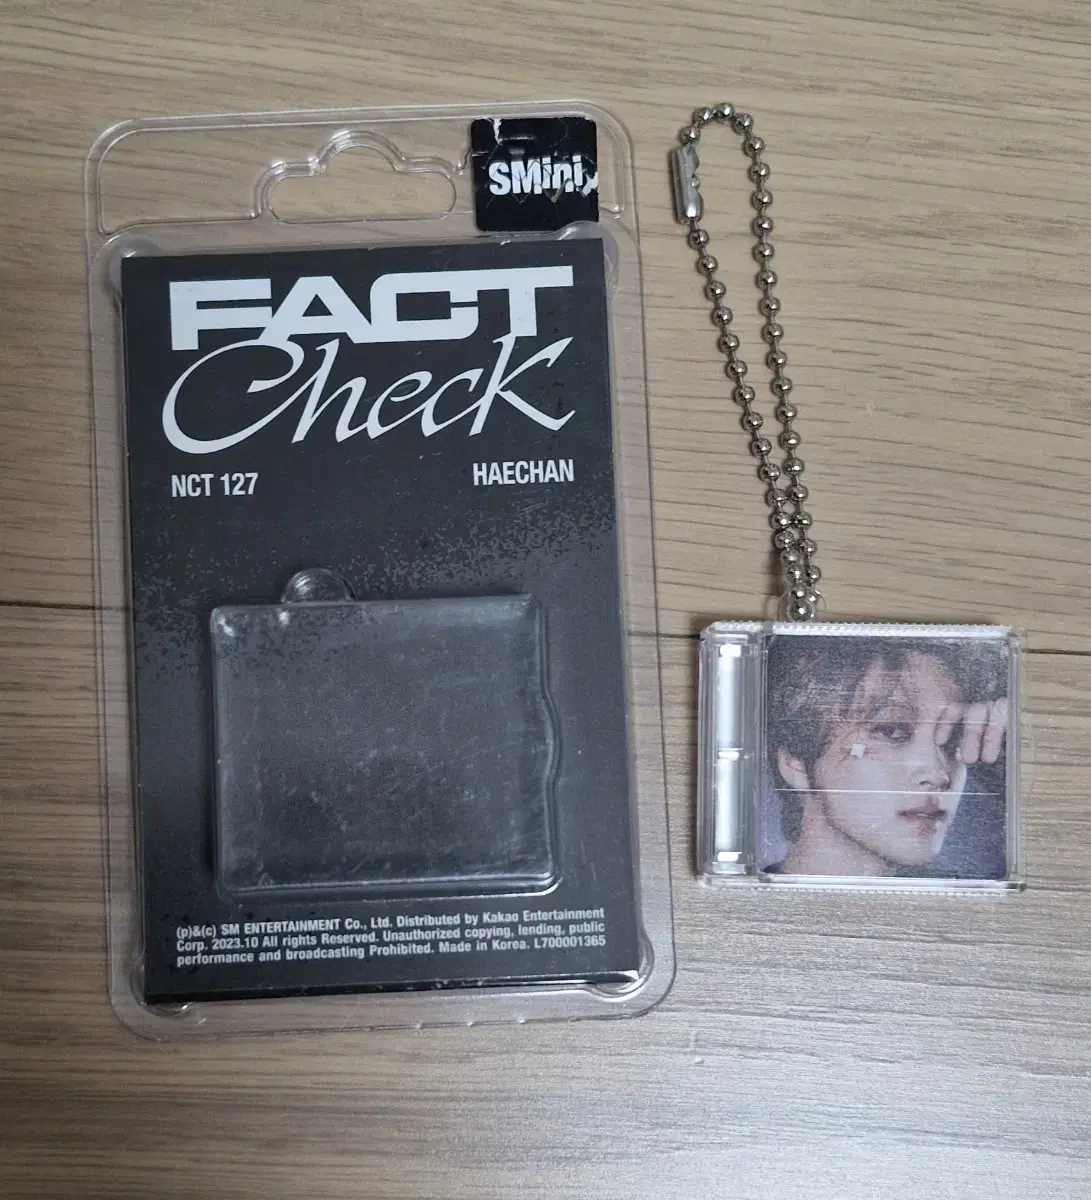 SMini
FACT
Check
NCT 127
HAECHAN
(p)&(c) SM ENTERTAINMENT Co., Ltd. Distributed by Kakao Entertainment
Corp. 2023.10 All rights Reserved. Unauthorized copying, lending, public
performance and broadcasting Prohibited. Made in Korea. L700001365